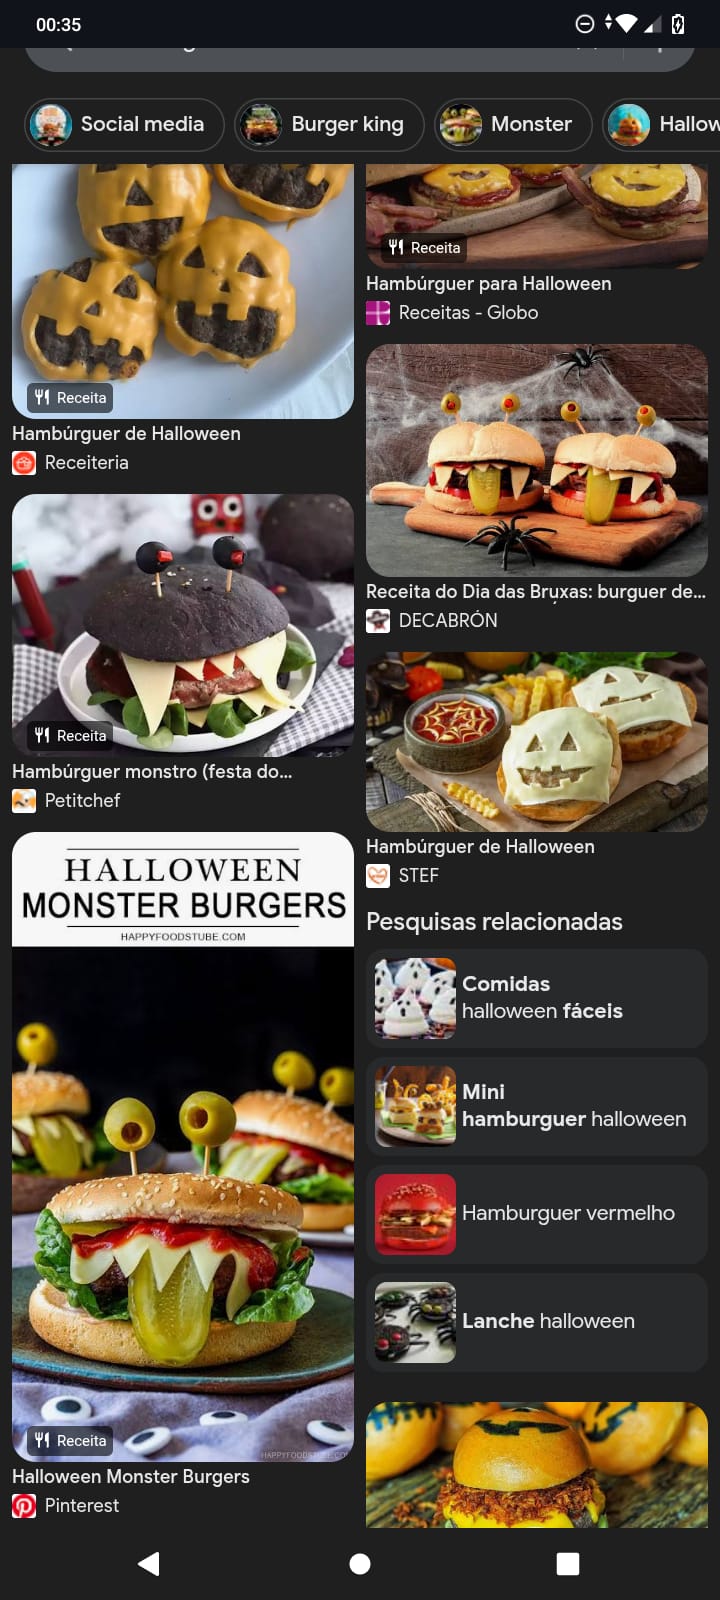 00:35
Social media
Burger king
Monster
Hallow
Receita
Hambúrguer de Halloween
Receiteria
Receita
Hambúrguer monstro (festa do...
Petitchef
HALLOWEEN
MONSTER BURGERS
HAPPYFOODSTUBE.COM
Receita
HAPPYFOODSTUBE.CO
Halloween Monster Burgers
Pinterest
Receita
Hambúrguer para Halloween
Receitas - Globo
Receita do Dia das Bruxas: burguer de...
DECABRÓN
Hambúrguer de Halloween
STEF
Pesquisas relacionadas
Comidas
halloween fáceis
Mini
hamburguer halloween
Hamburguer vermelho
Lanche halloween